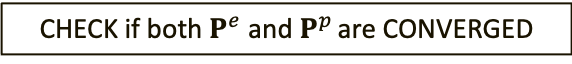 CHECK if both Pᵉ and Pᵖ are CONVERGED